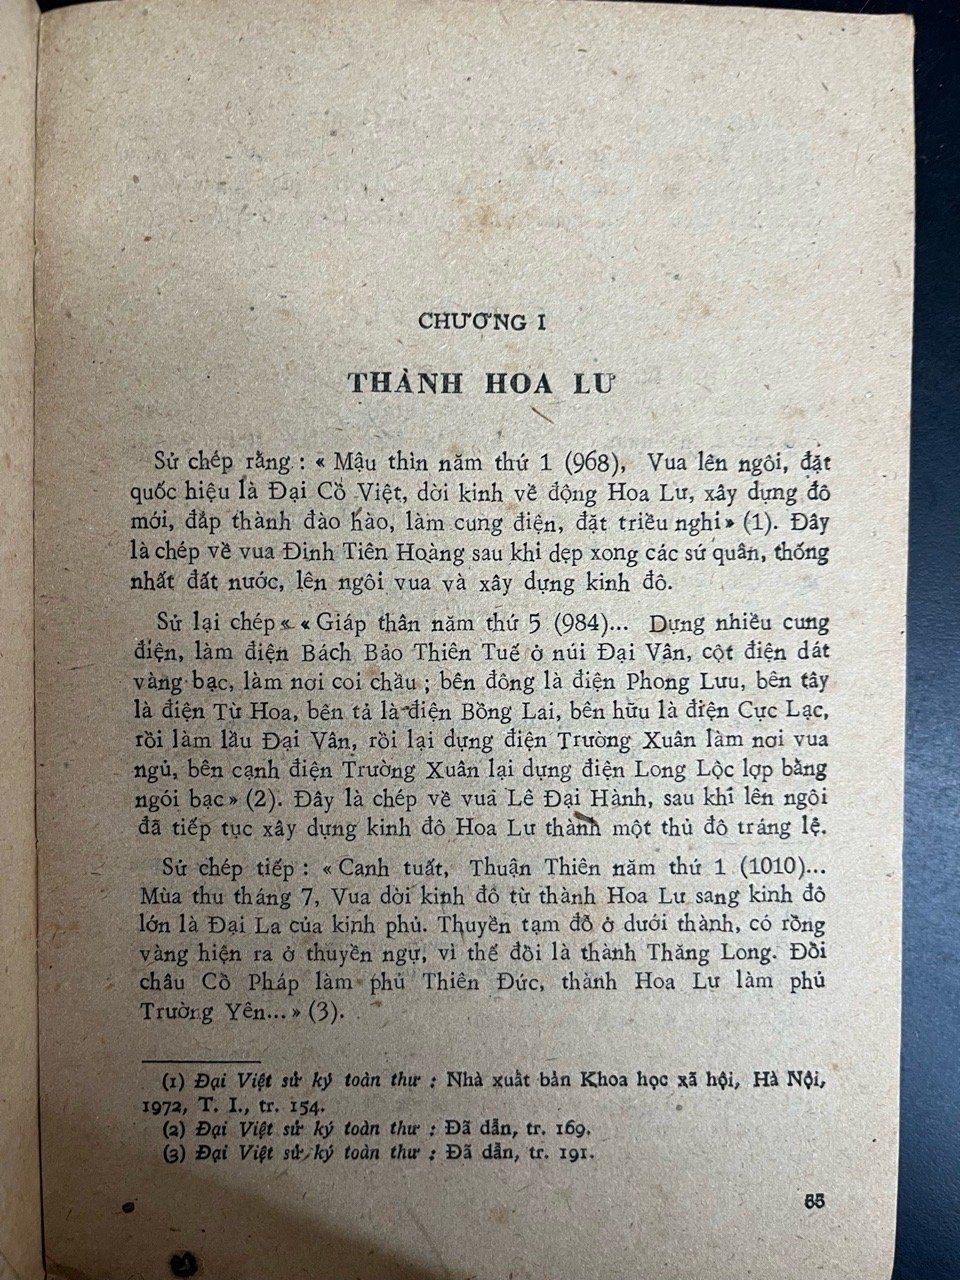 CHƯƠNG I
THÀNH HOA LƯ
Sử chép rằng : « Mậu thìn năm thứ 1 (968), Vua lên ngôi, đặt
quốc hiệu là Đại Cồ Việt, dời kinh về động Hoa Lư, xây dựng đô
mới, đắp thành đào hào, làm cung điện, đặt triều nghi» (1). Đây
là chép về vua Đinh Tiên Hoàng sau khi dẹp xong các sứ quân, thống
nhất đất nước, lên ngôi vua và xây dựng kinh đô.
Sử lại chép« « Giáp thân năm thứ 5 (984)... Dựng nhiều cung
điện, làm điện Bách Bảo Thiên Tuế ở núi Đại Vân, cột điện dát
vàng bạc, làm nơi coi chầu ; bên đông là điện Phong Lưu, bên tây
là điện Từ Hoa, bên tả là điện Bồng Lai, bên hữu là điện Cực Lạc,
rồi làm lầu Đại Vân, rồi lại dựng điện Trường Xuân làm nơi vua
ngủ, bên cạnh điện Trường Xuân lại dựng điện Long Lộc lợp bằng
ngói bạc» (2). Đây là chép về vua Lê Đại Hành, sau khi lên ngôi
đã tiếp tục xây dựng kinh đô Hoa Lư thành một thủ đô tráng lệ.
Sử chép tiếp : « Canh tuất, Thuận Thiên năm thứ 1 (1010)...
Mùa thu tháng 7, Vua dời kinh đô từ thành Hoa Lư sang kinh đô
lớn là Đại La của kinh phủ. Thuyền tạm đỗ ở dưới thành, có rồng
vàng hiện ra ở thuyền ngự, vì thế đổi là thành Thăng Long. Đổi
châu Cổ Pháp làm phủ Thiên Đức, thành Hoa Lư làm phủ
Trường Yên...» (3).
(1) Đại Việt sử ký toàn thư : Nhà xuất bản Khoa học xã hội, Hà Nội,
1972, T. I., tr. 154.
(2) Đại Việt sử ký toàn thư : Đã dẫn, tr. 169.
(3) Đại Việt sử ký toàn thư : Đã dẫn, tr. 191.
55